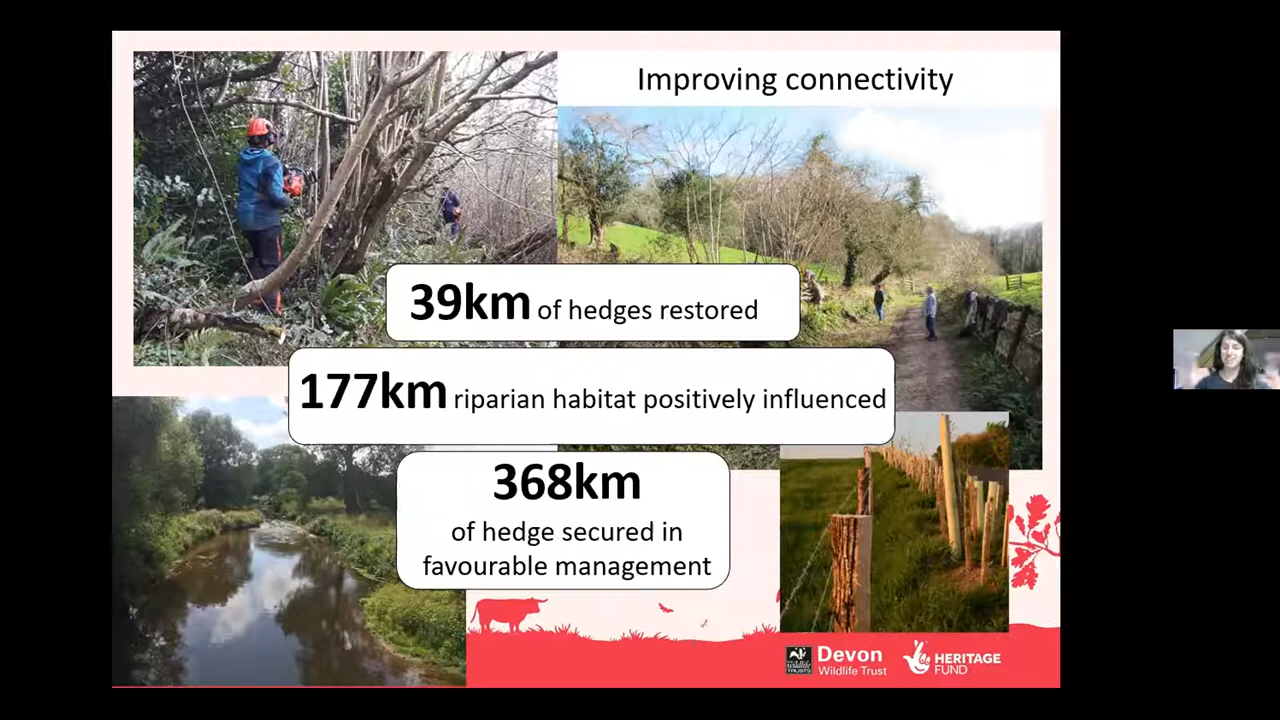 Improving connectivity
39km of hedges restored
177km riparian habitat positively influenced
368km
of hedge secured in
favourable management
Devon
Wildlife Trust
HERITAGE
FUND